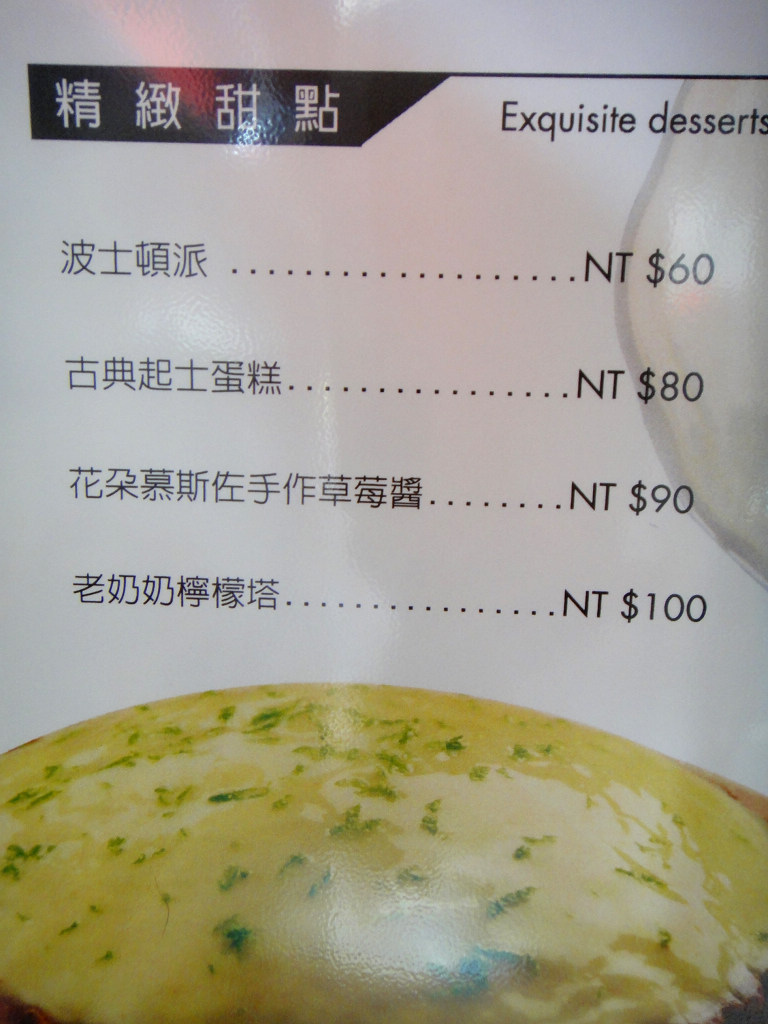 精緻甜點
Exquisite desserts
波士頓派 ....................NT $60
古典起士蛋糕................NT $80
花朵慕斯佐手作草莓醬........NT $90
老奶奶檸檬塔................NT $100